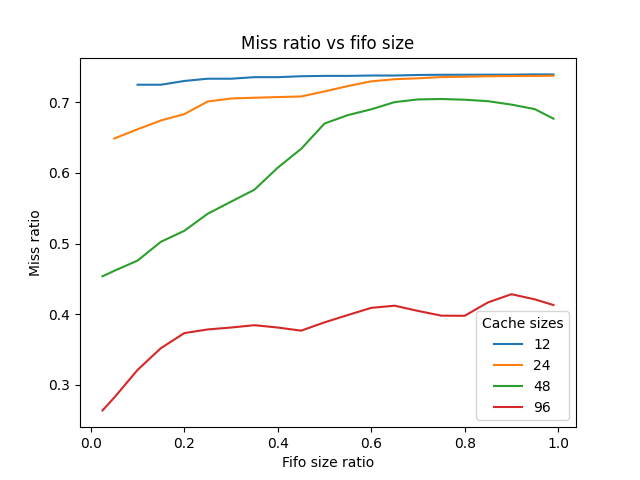 Miss ratio vs fifo size
Miss ratio
0.7
0.6
0.5
0.4
0.3
0.0 0.2 0.4 0.6 0.8 1.0
Fifo size ratio
Cache sizes
12
24
48
96